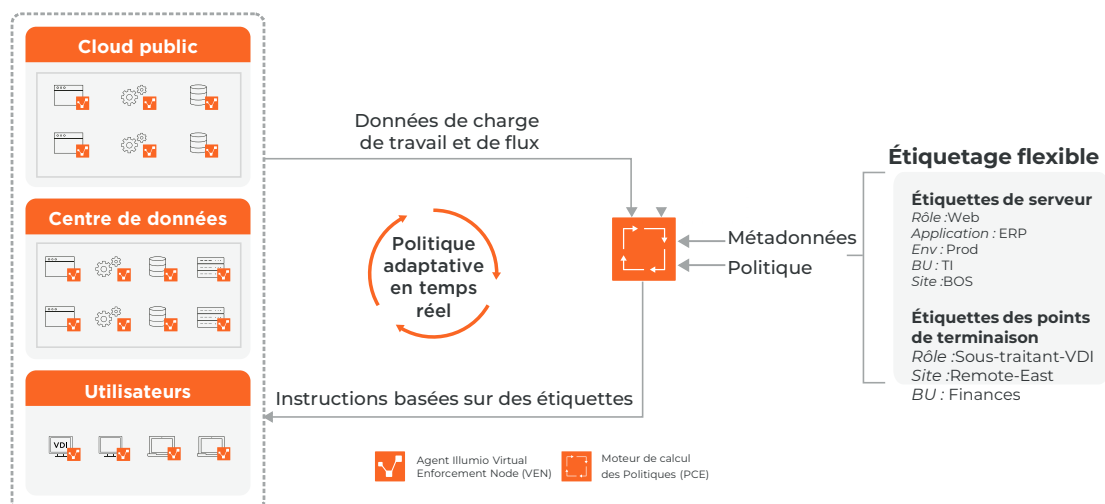 Cloud public
Centre de données
Utilisateurs
VDI
Données de charge
de travail et de flux
Politique
adaptative
en temps
réel
Instructions basées sur des étiquettes
Métadonnées
Politique
Étiquetage flexible
Étiquettes de serveur
Rôle :Web
Application : ERP
Env : Prod
BU : TI
Site :BOS
Étiquettes des points
de terminaison
Rôle :Sous-traitant-VDI
Site :Remote-East
BU : Finances
Agent Illumio Virtual
Enforcement Node (VEN)
Moteur de calcul
des Politiques (PCE)